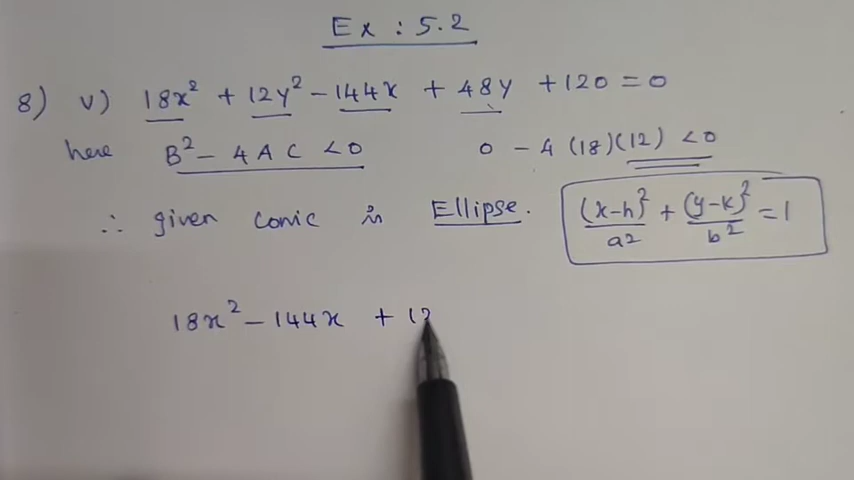 Ex : 5.2
8) v) 18x² + 12y² - 144x + 48y + 120 = 0
here B² - 4AC < 0 0 - 4 (18)(12) < 0
∴ given conic is Ellipse. (x-h)²/a² + (y-k)²/b² = 1
18x² - 144x + 12